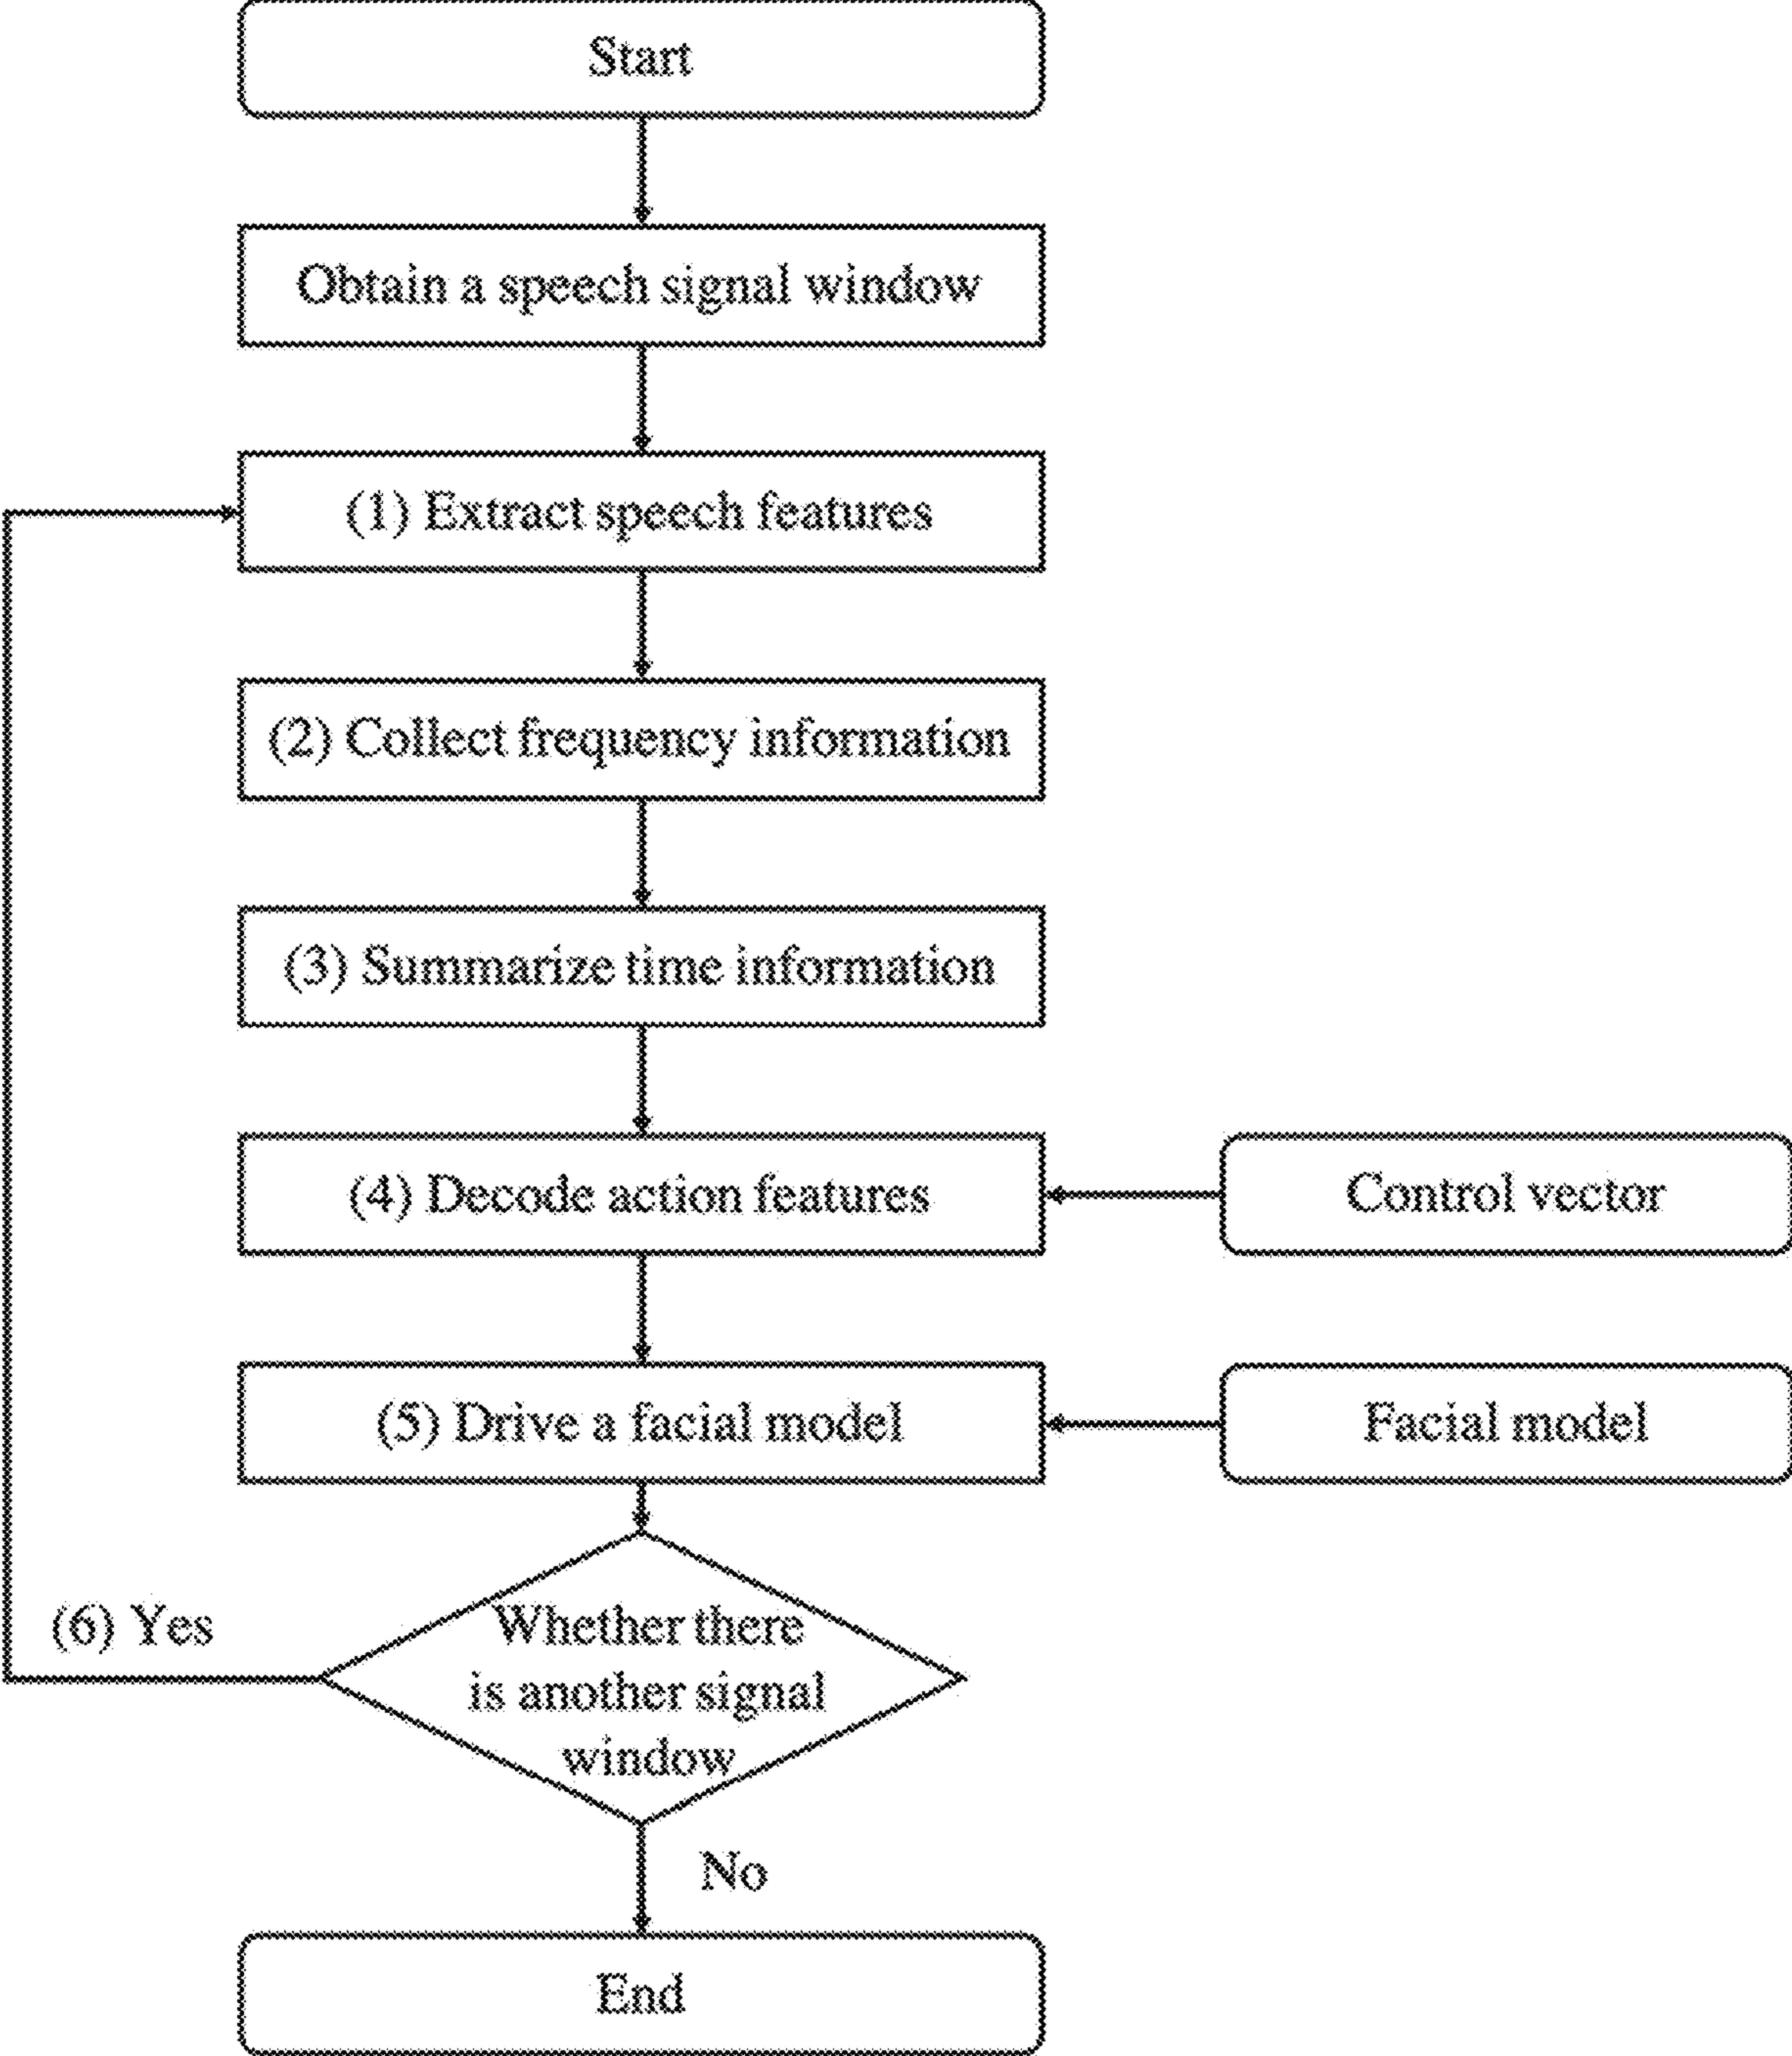 Start
Obtain a speech signal window
(1) Extract speech features
(2) Collect frequency information
(3) Summarize time information
(4) Decode action features
Control vector
(5) Drive a facial model
Facial model
(6) Yes
Whether there
is another signal
window
No
End